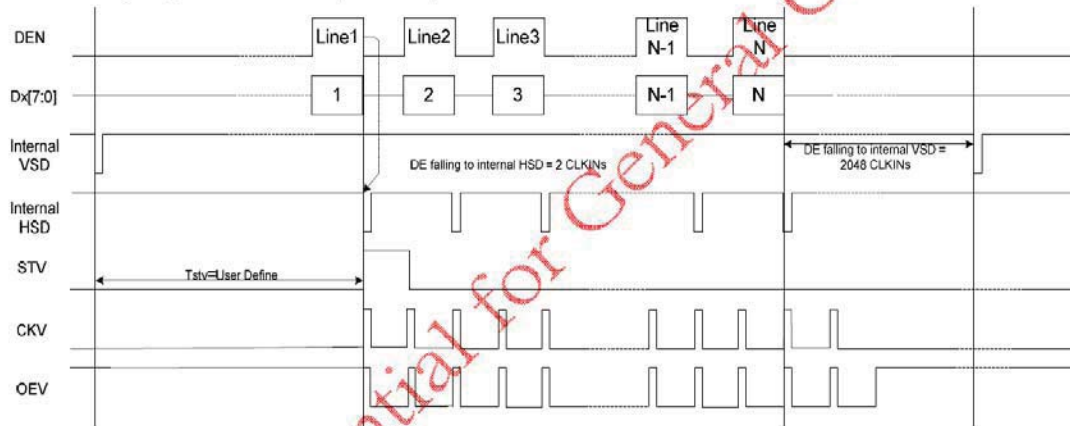 DEN
Line1
Line2
Line3
Line
N-1
Line
N
Dx[7:0]
1
2
3
N-1
N
Internal
VSD
DE falling to internal HSD = 2 CLKINs
DE falling to internal VSD =
2048 CLKINs
Internal
HSD
STV
Tstv=User Define
CKV
OEV
for General